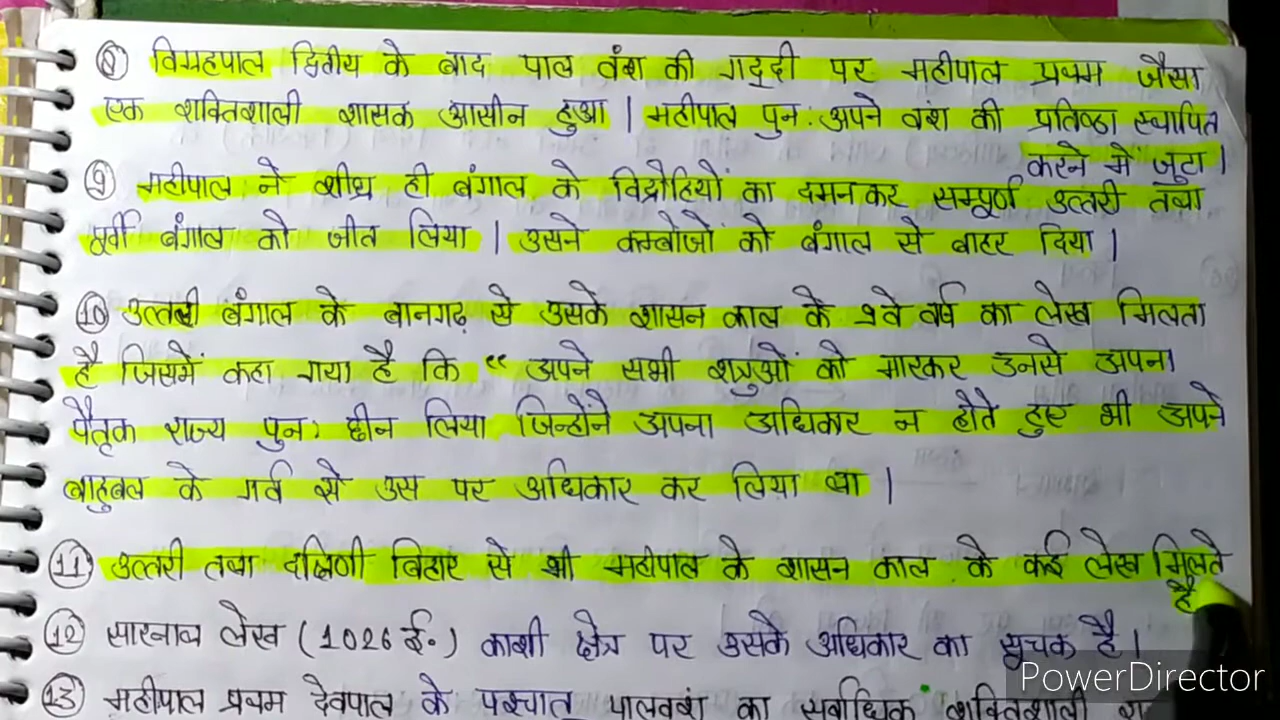 ⑧ विग्रहपाल द्वितीय के बाद पाल वंश की गद्दी पर महीपाल प्रथम जैसा
एक शक्तिशाली शासक आसीन हुआ | महीपाल पुन: अपने वंश की प्रतिष्ठा स्थापित
करने में जुटा |
⑨ महीपाल ने शीघ्र ही बंगाल के विद्रोहियों का दमनकर सम्पूर्ण उत्तरी तथा
पूर्वी बंगाल को जीत लिया | उसने कम्बोजों को बंगाल से बाहर दिया |
⑩ उत्तरी बंगाल के बानगढ़ से उसके शासन काल के 9वे वर्ष का लेख मिलता
है जिसमें कहा गया है कि “ अपने सभी शत्रुओं को मारकर उनसे अपना
पैतृक राज्य पुन: छीन लिया जिन्होंने अपना अधिकार न होते हुए भी अपने
बाहुबल के गर्व से उस पर अधिकार कर लिया था |
⑪ उत्तरी तथा दक्षिणी बिहार से भी महीपाल के शासन काल के कई लेख मिलते
है
⑫ सारनाथ लेख (1026 ई०) काशी क्षेत्र पर उसके अधिकार का सूचक है |
⑬ महीपाल प्रथम देवपाल के पश्चात् पालवंश का सर्वाधिक शक्तिशाली
PowerDirector